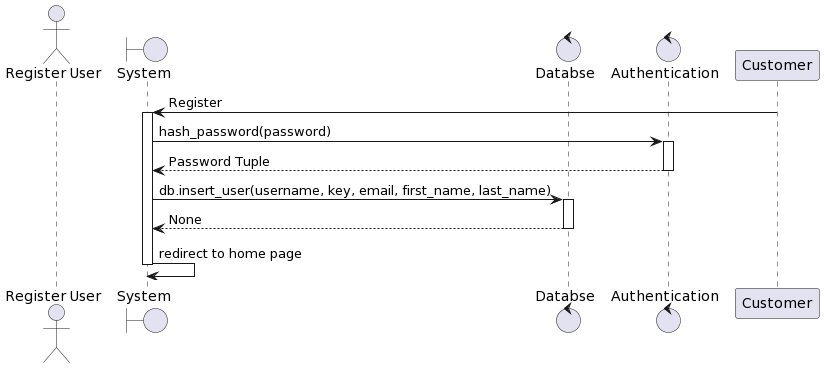 Register User
System
Databse
Authentication
Customer
Register
hash_password(password)
Password Tuple
db.insert_user(username, key, email, first_name, last_name)
None
redirect to home page
Register User
System
Databse
Authentication
Customer